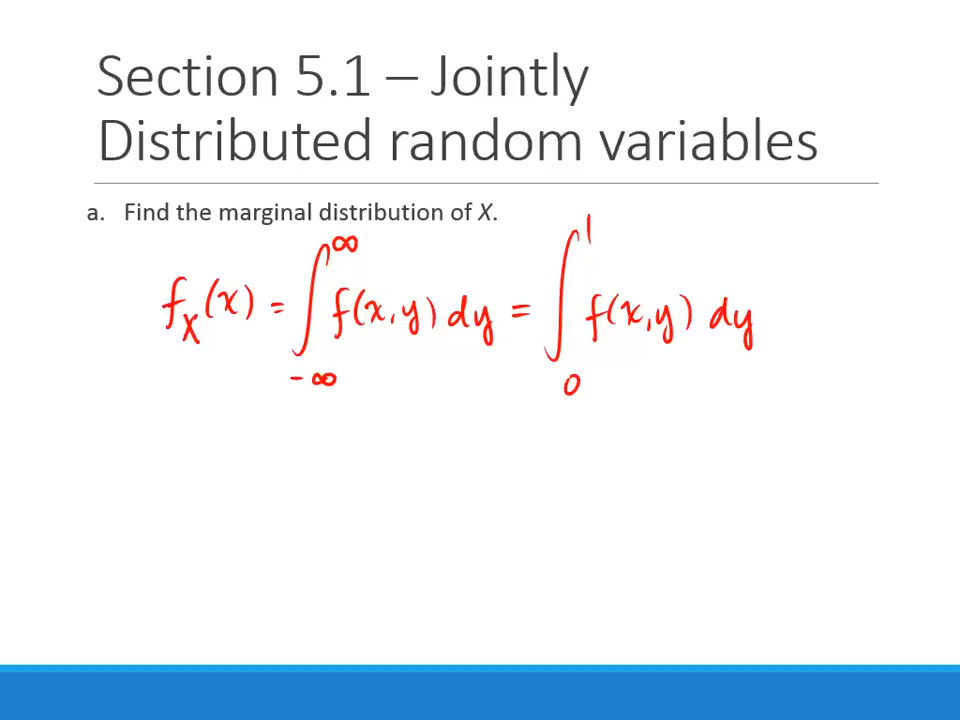 Section 5.1 – Jointly
Distributed random variables
a. Find the marginal distribution of X.
f_X(x) = ∫_{-∞}^{∞} f(x,y) dy = ∫_0^1 f(x,y) dy